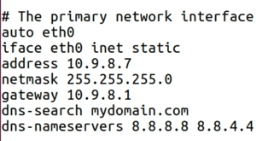 # The primary network interface
auto eth0
iface eth0 inet static
address 10.9.8.7
netmask 255.255.255.0
gateway 10.9.8.1
dns-search mydomain.com
dns-nameservers 8.8.8.8 8.8.4.4